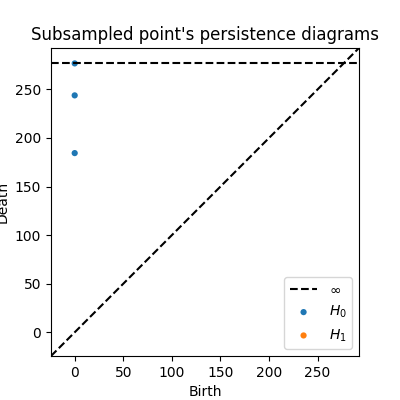 Subsampled point's persistence diagrams
250
200
150
100
50
0
Death
0 50 100 150 200 250
Birth
∞
H₀
H₁